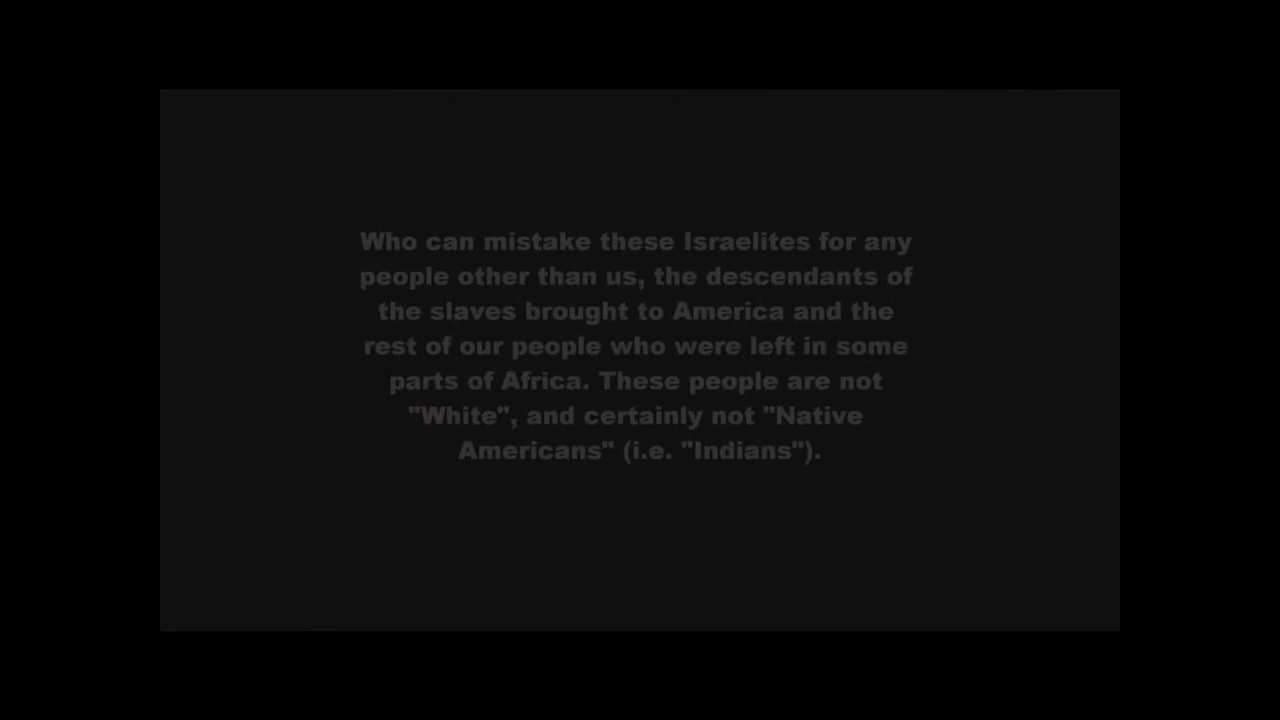 Who can mistake these Israelites for any
people other than us, the descendants of
the slaves brought to America and the
rest of our people who were left in some
parts of Africa. These people are not
"White", and certainly not "Native
Americans" (i.e. "Indians").